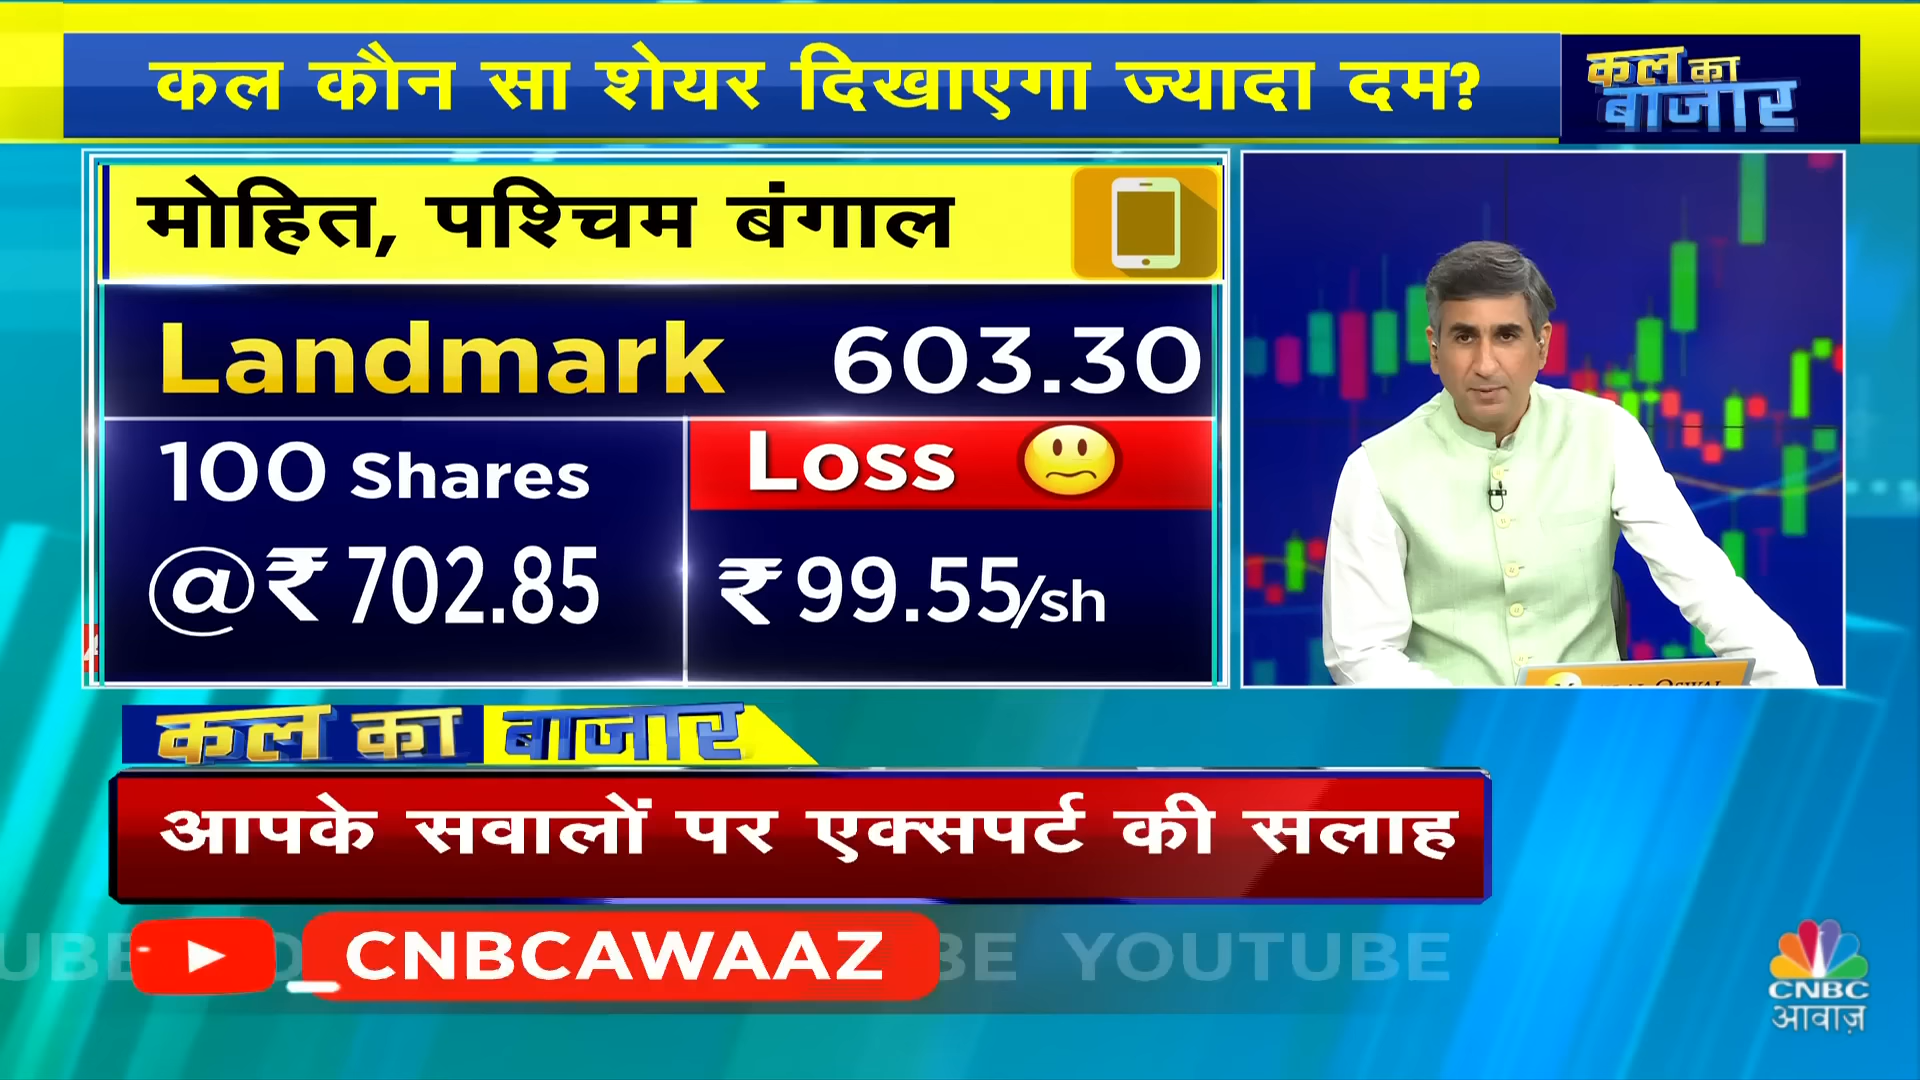 कल कौन सा शेयर दिखाएगा ज्यादा दम?
कल का
बाजार
मोहित, पश्चिम बंगाल
Landmark 603.30
100 Shares
@₹702.85
Loss
₹99.55/sh
OSWAL
कल का बाजार
आपके सवालों पर एक्सपर्ट की सलाह
CNBCAWAAZ
YOUTUBE
CNBC
आवाज़